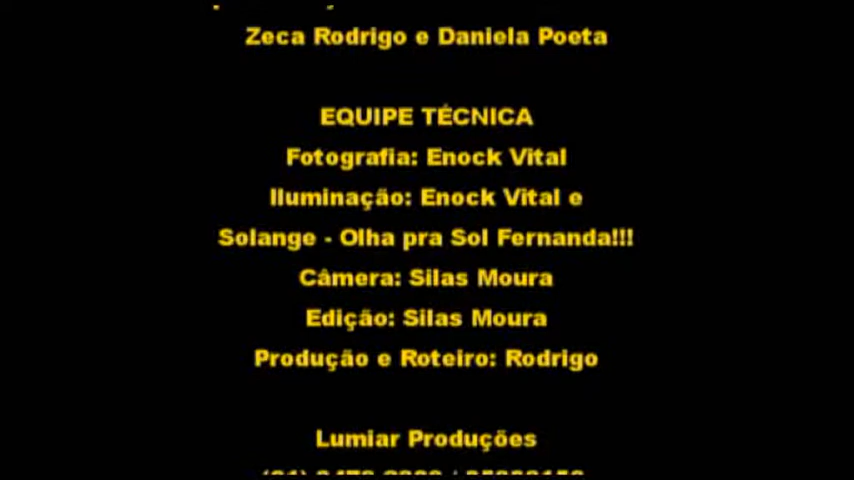 Zeca Rodrigo e Daniela Poeta
EQUIPE TÉCNICA
Fotografia: Enock Vital
Iluminação: Enock Vital e
Solange - Olha pra Sol Fernanda!!!
Câmera: Silas Moura
Edição: Silas Moura
Produção e Roteiro: Rodrigo
Lumiar Produções